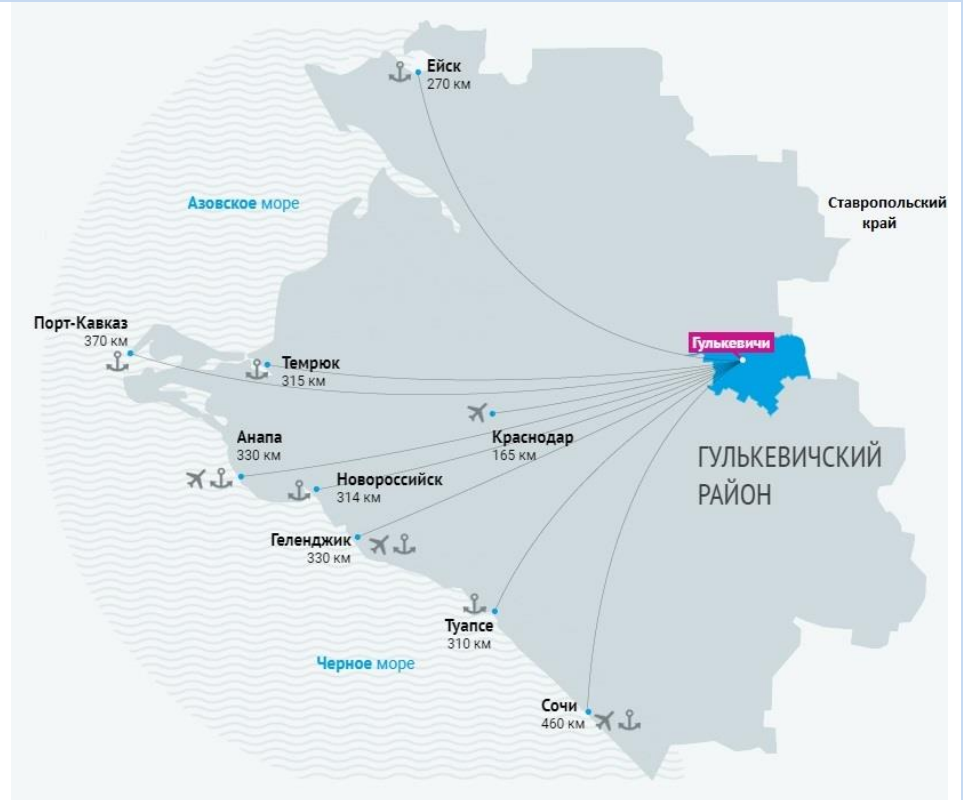 Ейск
270 км
Азовское море
Ставропольский
край
Порт-Кавказ
370 км
Гулькевичи
Темрюк
315 км
Анапа
330 км
Краснодар
165 км
ГУЛЬКЕВИЧСКИЙ
РАЙОН
Новороссийск
314 км
Геленджик
330 км
Туапсе
310 км
Черное море
Сочи
460 км